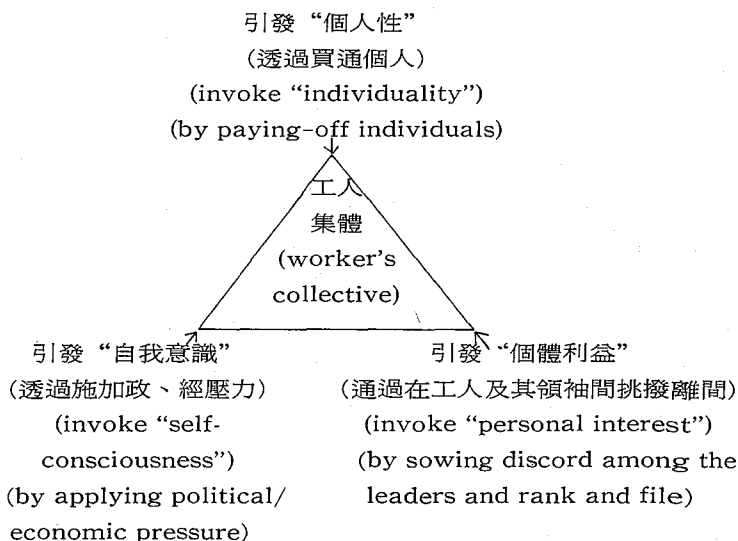 引發“個人性”
（透過買通個人）
(invoke “individuality”)
(by paying-off individuals)
工人
集體
(worker's
collective)
引發“自我意識”
（透過施加政、經壓力）
(invoke “self-
consciousness”)
(by applying political/
economic pressure)
引發“個體利益”
（通過在工人及其領袖間挑撥離間）
(invoke “personal interest”)
(by sowing discord among the
leaders and rank and file)